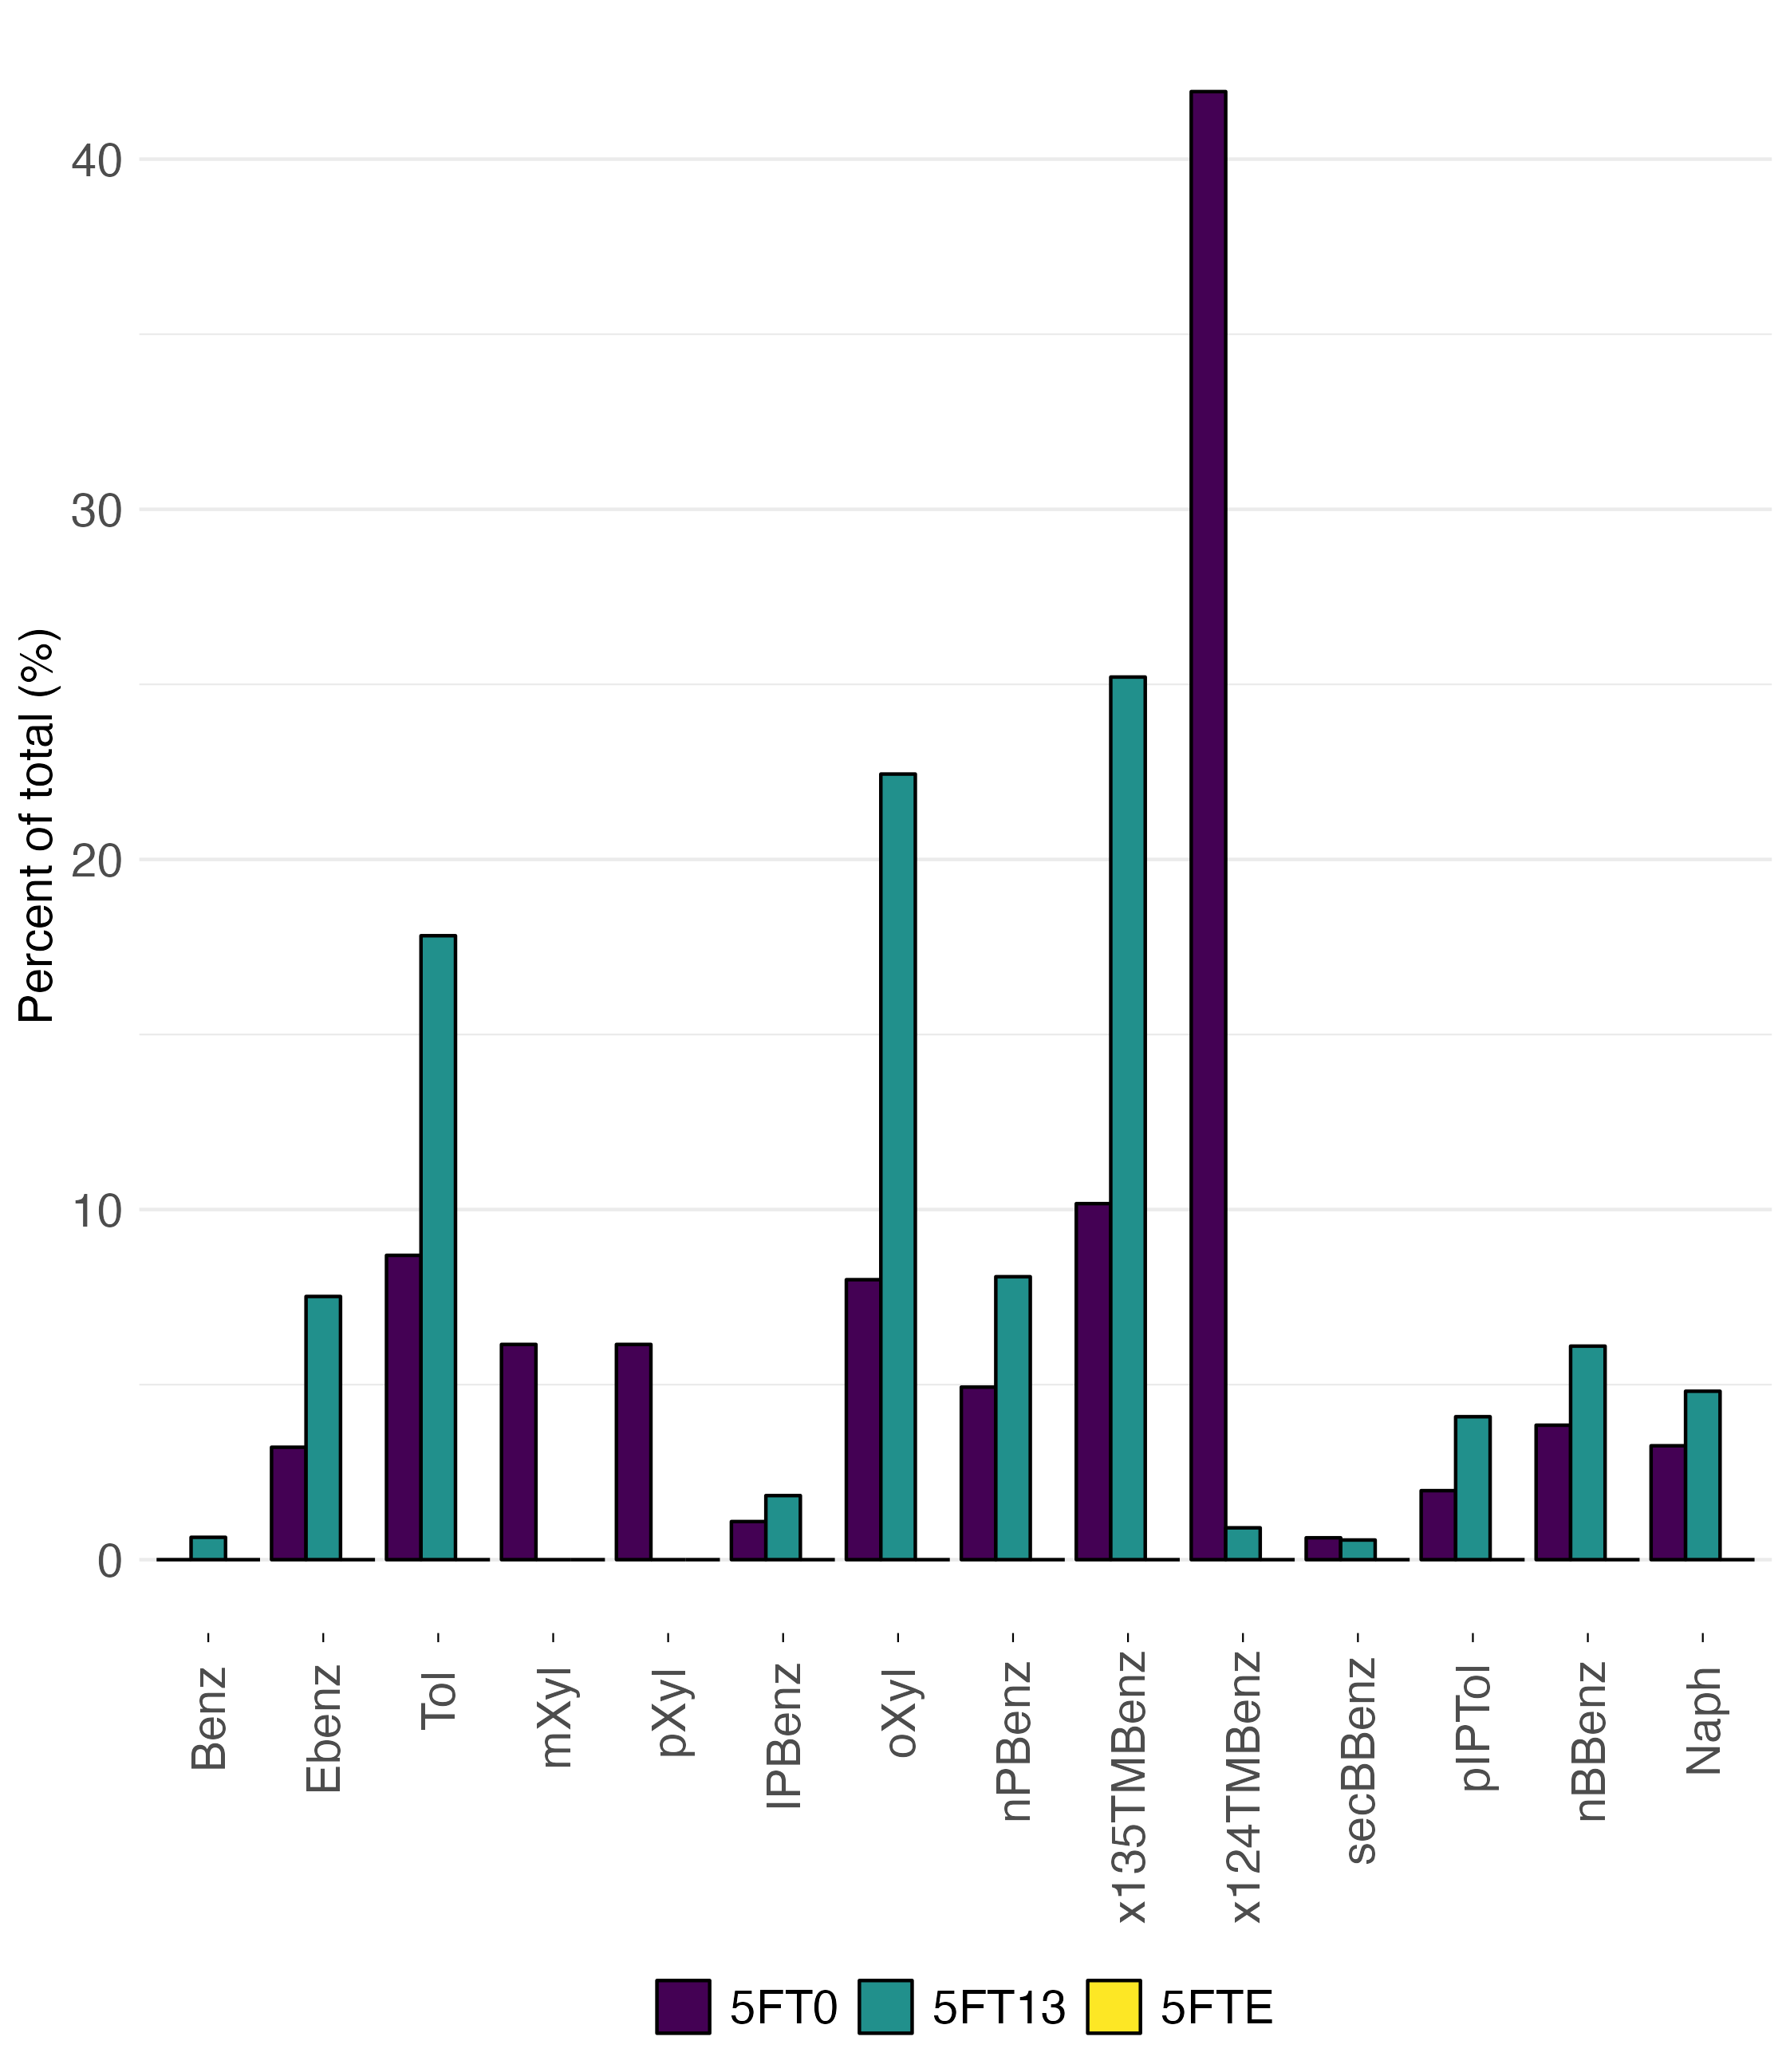 Percent of total (%)
40
30
20
10
0
Benz
Ebenz
Tol
mXyl
pXyl
IPBenz
oXyl
nPBenz
x135TMBenz
x124TMBenz
secBBenz
pIPTol
nBBenz
Naph
5FT0 5FT13 5FTE